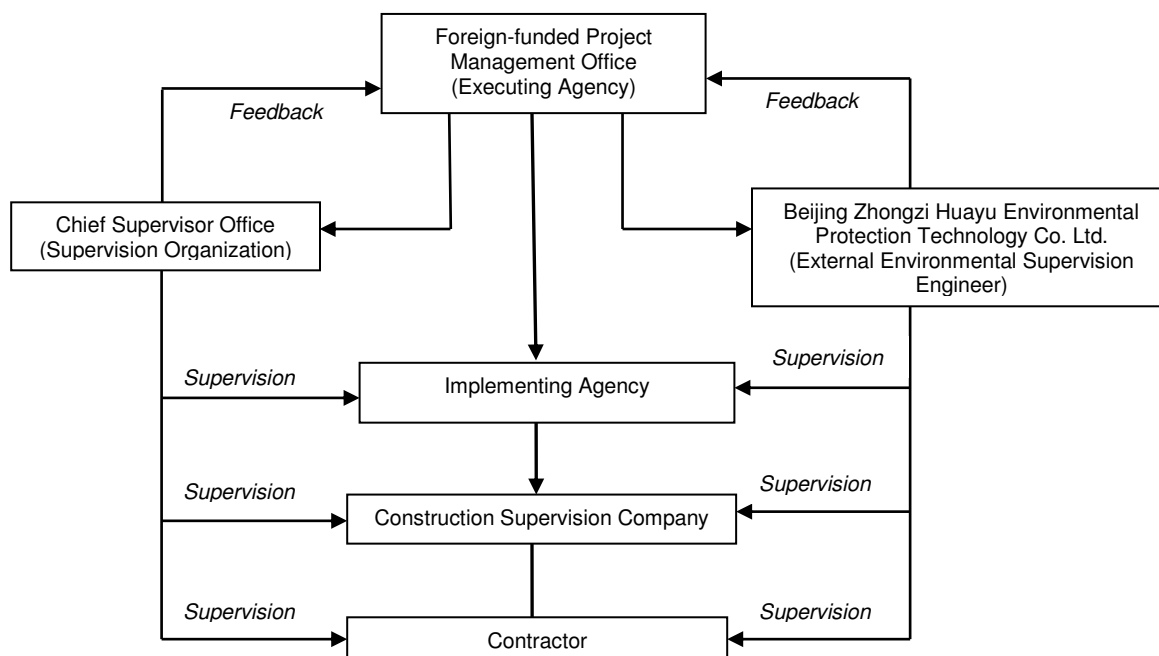 Foreign-funded Project
Management Office
(Executing Agency)
Feedback
Feedback
Chief Supervisor Office
(Supervision Organization)
Beijing Zhongzi Huayu Environmental
Protection Technology Co. Ltd.
(External Environmental Supervision
Engineer)
Supervision
Supervision
Implementing Agency
Supervision
Supervision
Construction Supervision Company
Supervision
Supervision
Contractor